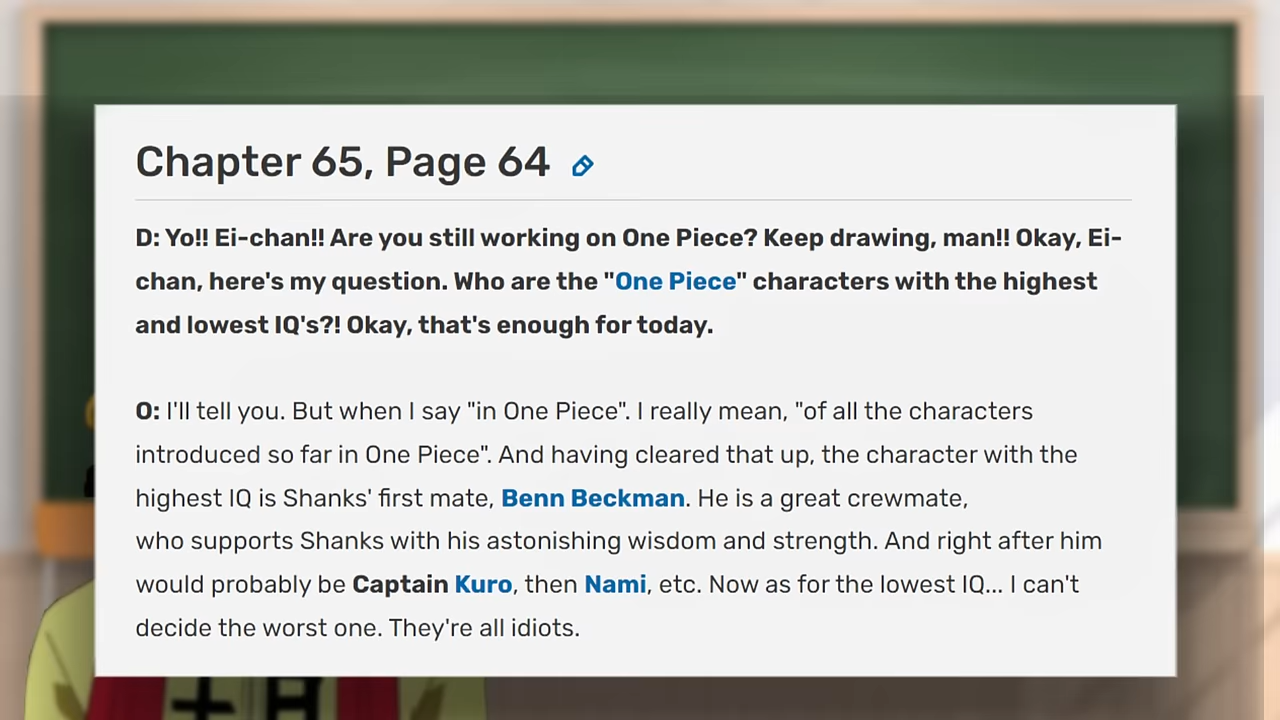 Chapter 65, Page 64
D: Yo!! Ei-chan!! Are you still working on One Piece? Keep drawing, man!! Okay, Ei-
chan, here's my question. Who are the "One Piece" characters with the highest
and lowest IQ's?! Okay, that's enough for today.
O: I'll tell you. But when I say "in One Piece". I really mean, "of all the characters
introduced so far in One Piece". And having cleared that up, the character with the
highest IQ is Shanks' first mate, Benn Beckman. He is a great crewmate,
who supports Shanks with his astonishing wisdom and strength. And right after him
would probably be Captain Kuro, then Nami, etc. Now as for the lowest IQ... I can't
decide the worst one. They're all idiots.